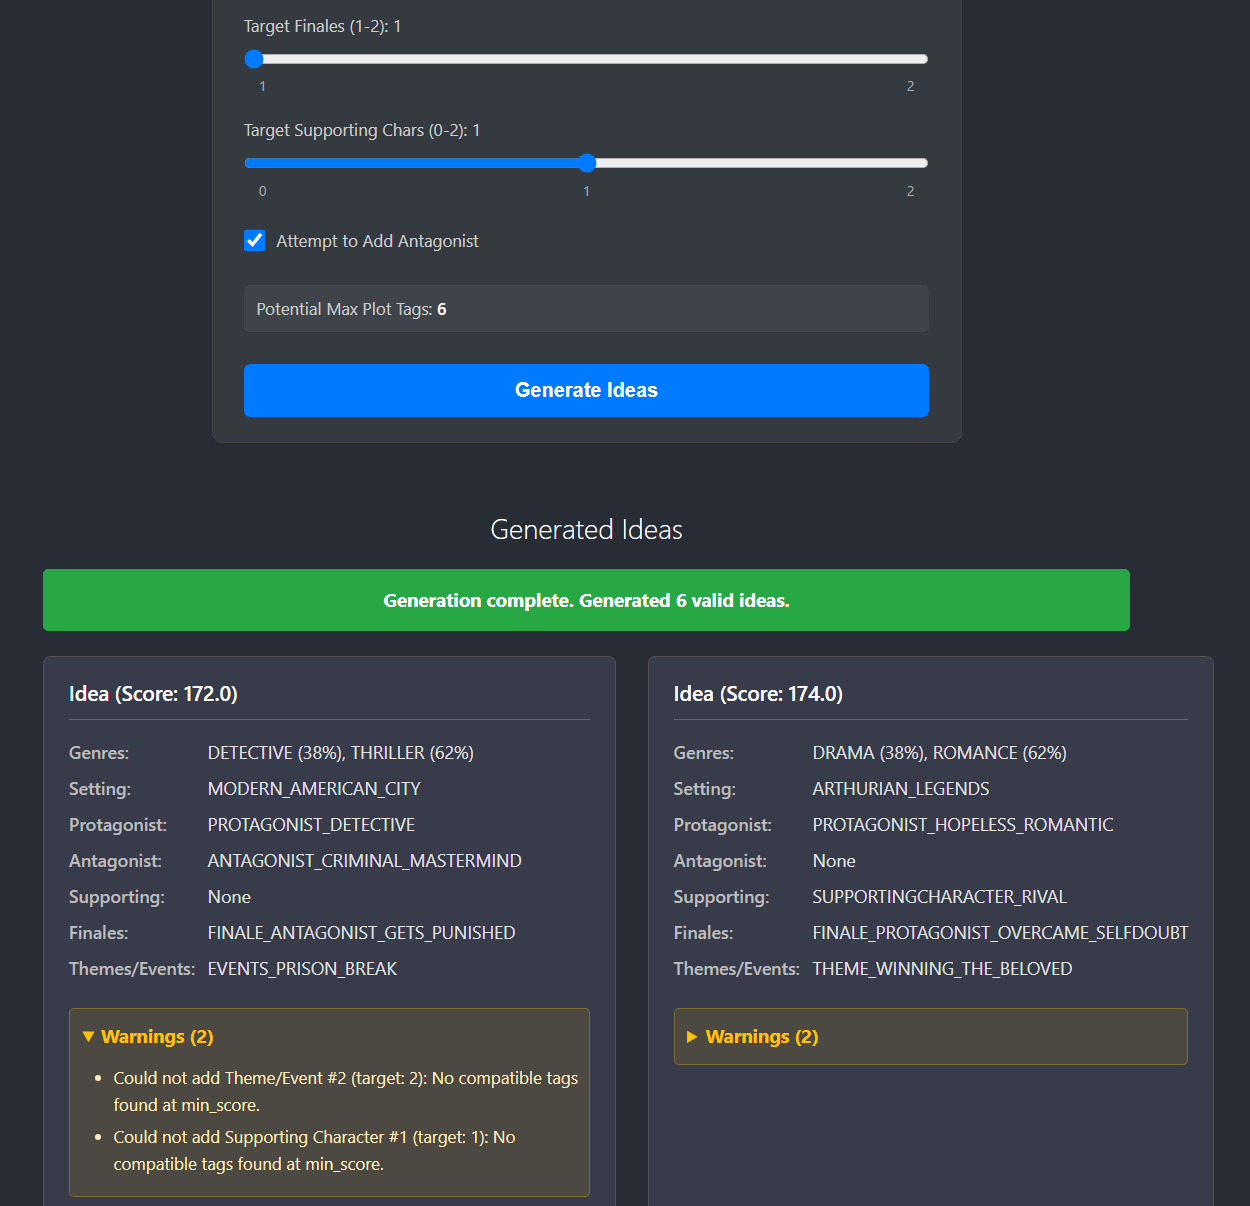 Target Finales (1-2): 1
1 2
Target Supporting Chars (0-2): 1
0 1 2
Attempt to Add Antagonist
Potential Max Plot Tags: 6
Generate Ideas
Generated Ideas
Generation complete. Generated 6 valid ideas.
Idea (Score: 172.0)
Genres: DETECTIVE (38%), THRILLER (62%)
Setting: MODERN_AMERICAN_CITY
Protagonist: PROTAGONIST_DETECTIVE
Antagonist: ANTAGONIST_CRIMINAL_MASTERMIND
Supporting: None
Finales: FINALE_ANTAGONIST_GETS_PUNISHED
Themes/Events: EVENTS_PRISON_BREAK
Warnings (2)
Could not add Theme/Event #2 (target: 2): No compatible tags
found at min_score.
Could not add Supporting Character #1 (target: 1): No
compatible tags found at min_score.
Idea (Score: 174.0)
Genres: DRAMA (38%), ROMANCE (62%)
Setting: ARTHURIAN_LEGENDS
Protagonist: PROTAGONIST_HOPELESS_ROMANTIC
Antagonist: None
Supporting: SUPPORTINGCHARACTER_RIVAL
Finales: FINALE_PROTAGONIST_OVERCAME_SELFDOUBT
Themes/Events: THEME_WINNING_THE_BELOVED
Warnings (2)